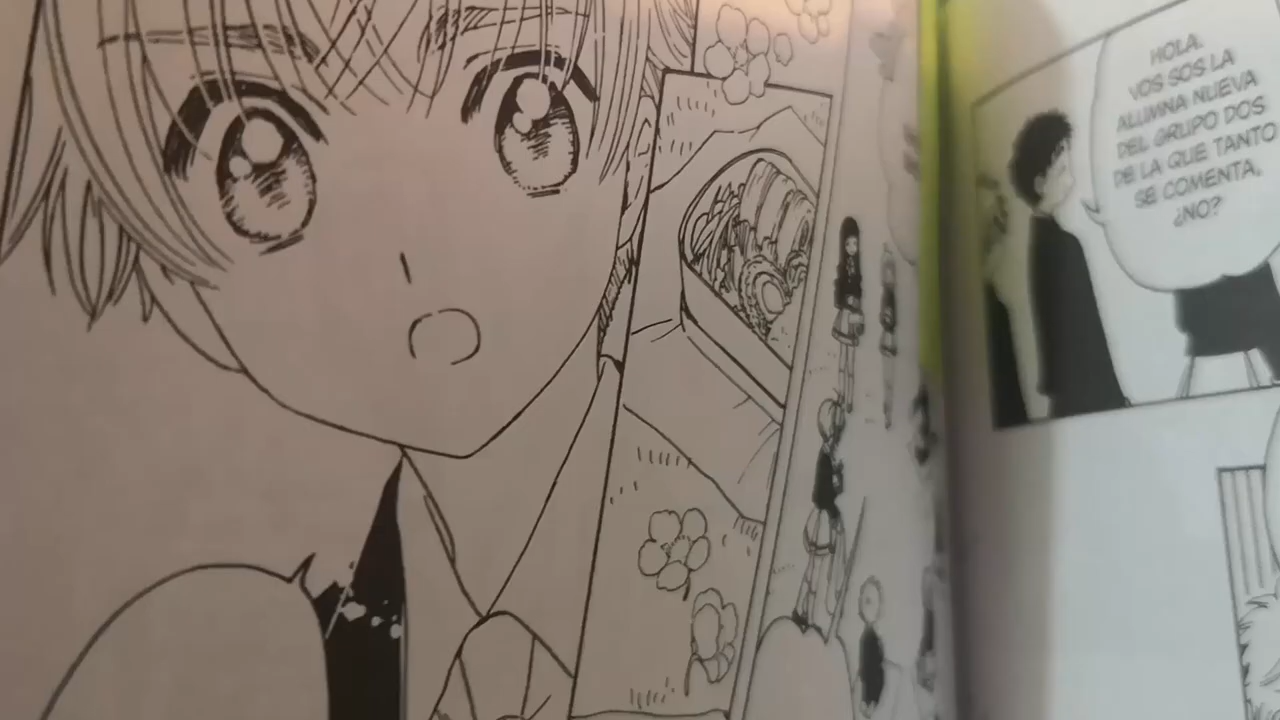 HOLA.
VOS SOS LA
ALUMNA NUEVA
DEL GRUPO DOS
DE LA QUE TANTO
SE COMENTA,
¿NO?